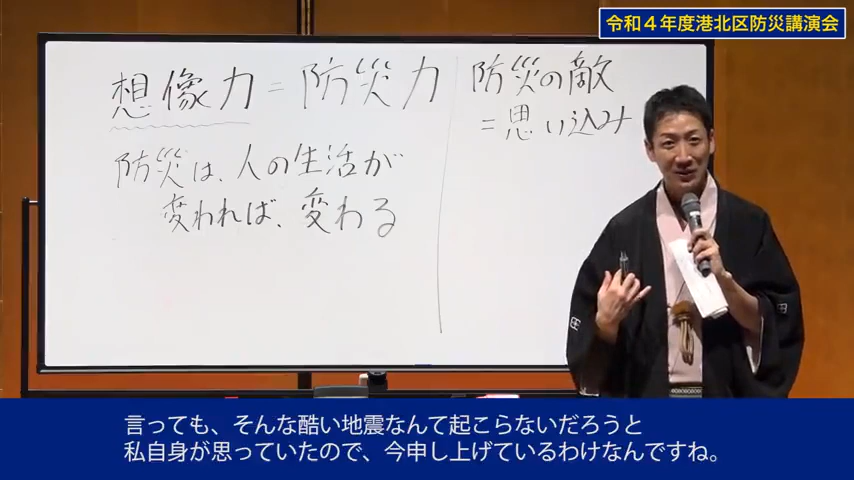 令和４年度港北区防災講演会
想像力=防災力
防災は、人の生活が
変われば、変わる
防災の敵
=思い込み
言っても、そんな酷い地震なんて起こらないだろうと
私自身が思っていたので、今申し上げているわけなんですね。